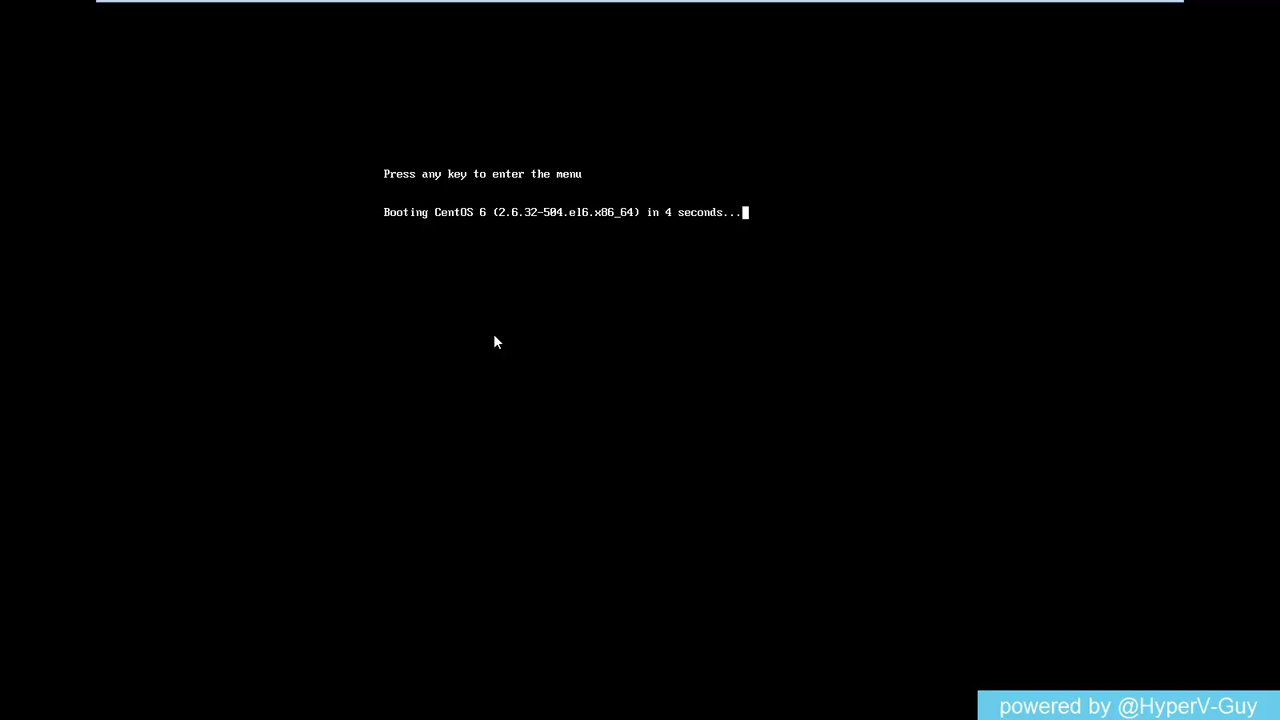 Press any key to enter the menu
Booting CentOS 6 (2.6.32-504.el6.x86_64) in 4 seconds...
powered by @HyperV-Guy